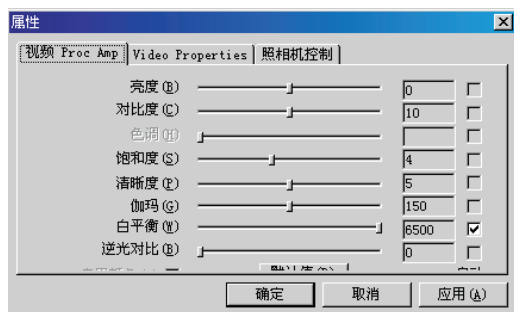 属性
视频 Proc Amp Video Properties 照相机控制
亮度(B) 0
对比度(C) 10
色调(H)
饱和度(S) 4
清晰度(P) 5
伽玛(G) 150
白平衡(W) 6500
逆光对比(B) 0
确定 取消 应用(A)